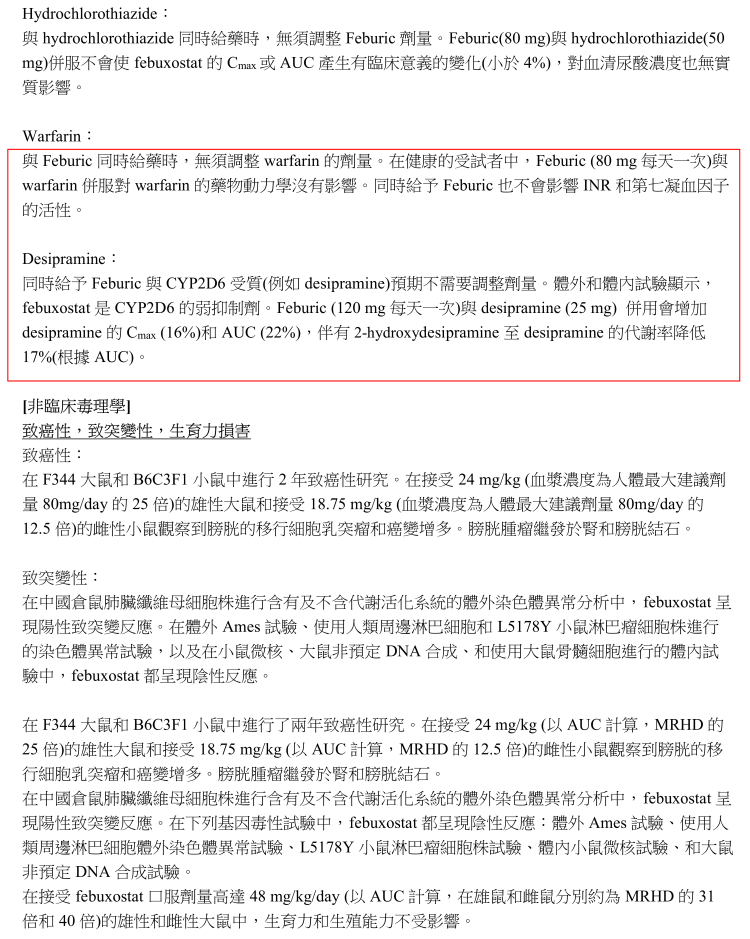 Hydrochlorothiazide：
與 hydrochlorothiazide 同時給藥時，無須調整 Feburic 劑量。Feburic(80 mg)與 hydrochlorothiazide(50
mg)併服不會使 febuxostat 的 Cmax 或 AUC 產生有臨床意義的變化(小於 4%)，對血清尿酸濃度也無實
質影響。
Warfarin：
與 Feburic 同時給藥時，無須調整 warfarin 的劑量。在健康的受試者中，Feburic (80 mg 每天一次)與
warfarin 併服對 warfarin 的藥物動力學沒有影響。同時給予 Feburic 也不會影響 INR 和第七凝血因子
的活性。
Desipramine：
同時給予 Feburic 與 CYP2D6 受質(例如 desipramine)預期不需要調整劑量。體外和體內試驗顯示，
febuxostat 是 CYP2D6 的弱抑制劑。Feburic (120 mg 每天一次)與 desipramine (25 mg) 併用會增加
desipramine 的 Cmax (16%)和 AUC (22%)，伴有 2-hydroxydesipramine 至 desipramine 的代謝率降低
17%(根據 AUC)。
[非臨床毒理學]
致癌性，致突變性，生育力損害
致癌性：
在 F344 大鼠和 B6C3F1 小鼠中進行 2 年致癌性研究。在接受 24 mg/kg (血漿濃度為人體最大建議劑
量 80mg/day 的 25 倍)的雄性大鼠和接受 18.75 mg/kg (血漿濃度為人體最大建議劑量 80mg/day 的
12.5 倍)的雌性小鼠觀察到膀胱的移行細胞乳突瘤和癌變增多。膀胱腫瘤繼發於腎和膀胱結石。
致突變性：
在中國倉鼠肺臟纖維母細胞株進行含有及不含代謝活化系統的體外染色體異常分析中，febuxostat 呈
現陽性致突變反應。在體外 Ames 試驗、使用人類周邊淋巴細胞和 L5178Y 小鼠淋巴瘤細胞株進行
的染色體異常試驗，以及在小鼠微核、大鼠非預定 DNA 合成、和使用大鼠骨髓細胞進行的體內試
驗中，febuxostat 都呈現陰性反應。
在 F344 大鼠和 B6C3F1 小鼠中進行了兩年致癌性研究。在接受 24 mg/kg (以 AUC 計算，MRHD 的
25 倍)的雄性大鼠和接受 18.75 mg/kg (以 AUC 計算，MRHD 的 12.5 倍)的雌性小鼠觀察到膀胱的移
行細胞乳突瘤和癌變增多。膀胱腫瘤繼發於腎和膀胱結石。
在中國倉鼠肺臟纖維母細胞株進行含有及不含代謝活化系統的體外染色體異常分析中，febuxostat 呈
現陽性致突變反應。在下列基因毒性試驗中，febuxostat 都呈現陰性反應：體外 Ames 試驗、使用人
類周邊淋巴細胞體外染色體異常試驗、L5178Y 小鼠淋巴瘤細胞株試驗、體內小鼠微核試驗、和大鼠
非預定 DNA 合成試驗。
在接受 febuxostat 口服劑量高達 48 mg/kg/day (以 AUC 計算，在雄鼠和雌鼠分別約為 MRHD 的 31
倍和 40 倍)的雄性和雌性大鼠中，生育力和生殖能力不受影響。